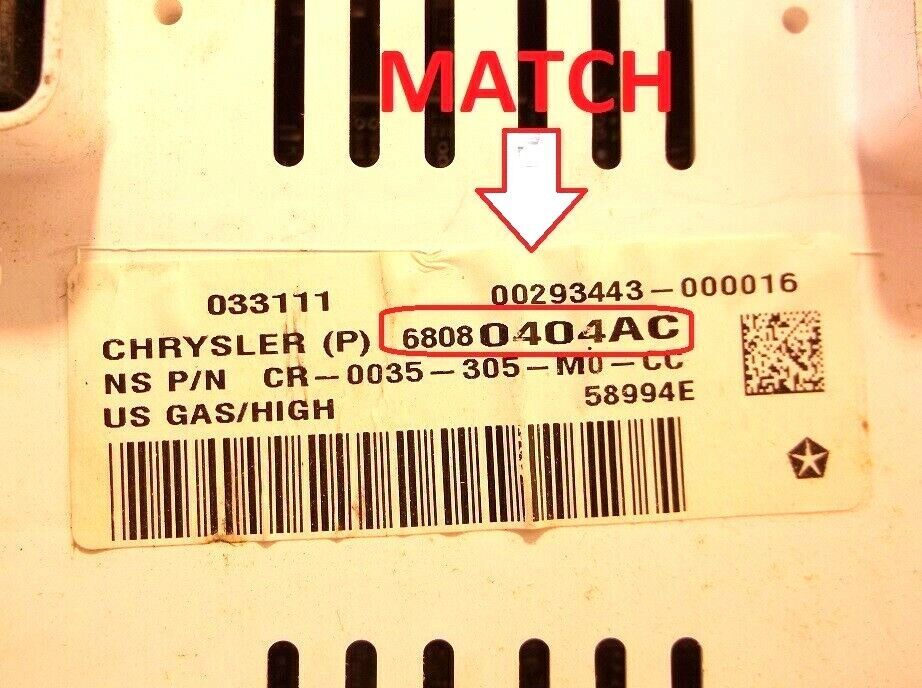 MATCH
033111 00293443-000016
CHRYSLER (P) 68080404AC
NS P/N CR-0035-305-M0-CC
US GAS/HIGH 58994E